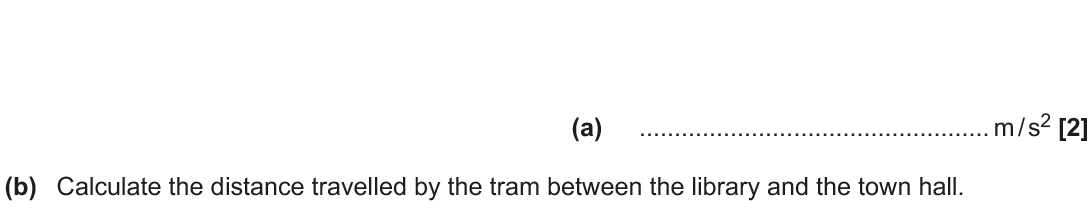 (a) .................................................. m/s² [2]
(b) Calculate the distance travelled by the tram between the library and the town hall.